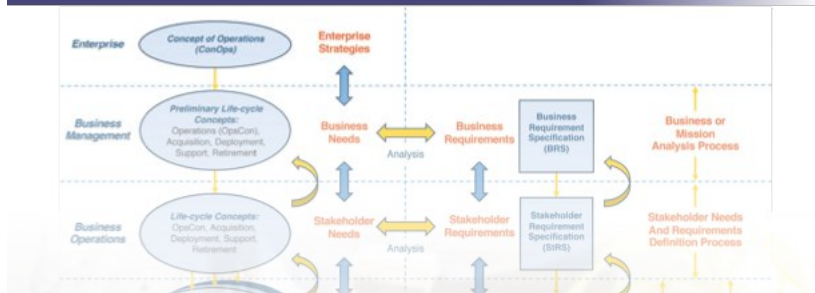 Enterprise
Concept of Operations
(ConOps)
Enterprise
Strategies
Business
Management
Preliminary Life-cycle
Concepts:
Operations (OpsCon),
Acquisition, Deployment,
Support, Retirement
Business
Needs
Analysis
Business
Requirements
Business
Requirement
Specification
(BRS)
Business or
Mission
Analysis Process
Business
Operations
Life-cycle Concepts:
OpsCon, Acquisition,
Deployment, Support,
Retirement
Stakeholder
Needs
Analysis
Stakeholder
Requirements
Stakeholder
Requirement
Specification
(StRS)
Stakeholder Needs
And Requirements
Definition Process